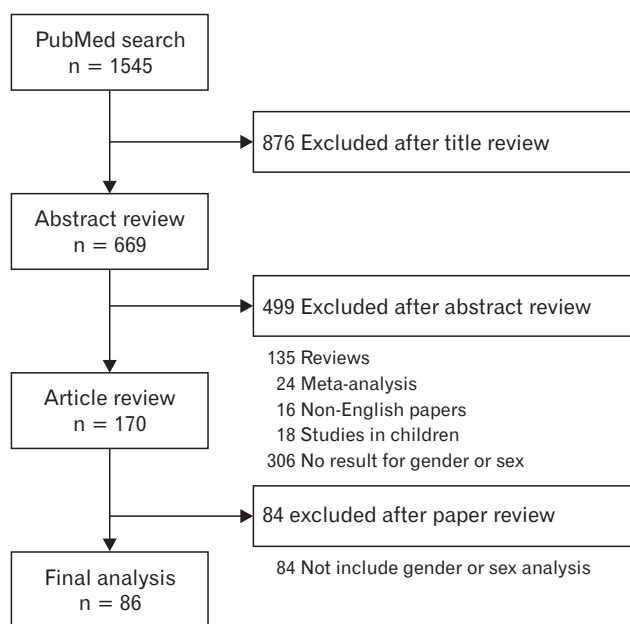 PubMed search
n = 1545
876 Excluded after title review
Abstract review
n = 669
499 Excluded after abstract review
135 Reviews
24 Meta-analysis
16 Non-English papers
18 Studies in children
306 No result for gender or sex
Article review
n = 170
84 excluded after paper review
84 Not include gender or sex analysis
Final analysis
n = 86